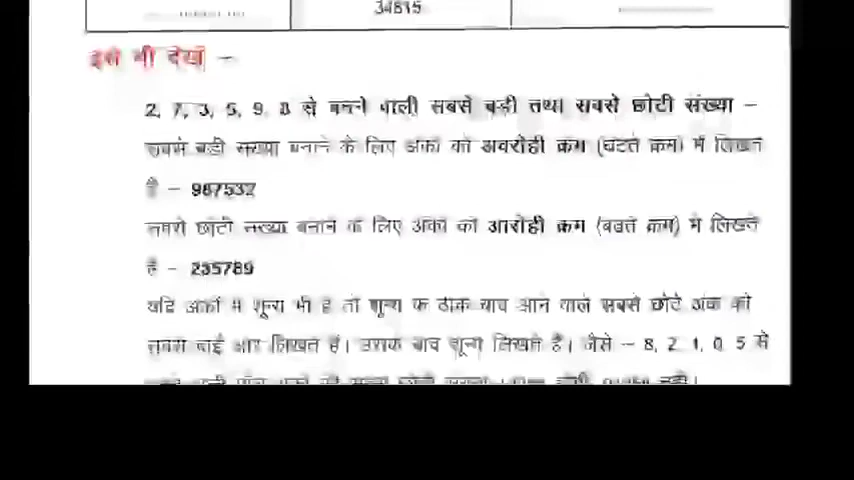 34815
इसे भी देखें –
2, 7, 3, 5, 9, 8 से बनने वाली सबसे बड़ी तथा सबसे छोटी संख्या –
सबसे बड़ी संख्या बनाने के लिए अंकों को अवरोही क्रम (घटते क्रम) में लिखते
हैं – 987532
सबसे छोटी संख्या बनाने के लिए अंकों को आरोही क्रम (बढ़ते क्रम) में लिखते
हैं – 235789
यदि अंकों में शून्य भी है तो शून्य के ठीक बाद आने वाले सबसे छोटे अंक को
सबसे बाईं ओर लिखते हैं। उसके बाद शून्य लिखते हैं। जैसे – 8, 2, 1, 0, 5 से